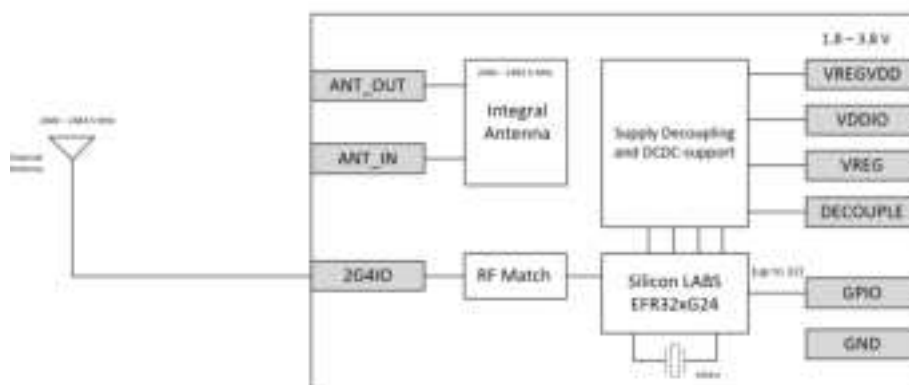 1.8 – 3.8 V
ANT_OUT
Integral
Antenna
ANT_IN
Supply Decoupling
and DCDC-support
VREGVDD
VDDIO
VREG
DECOUPLE
2G4IO
RF Match
Silicon LABS
EFR32xG24
GPIO
GND